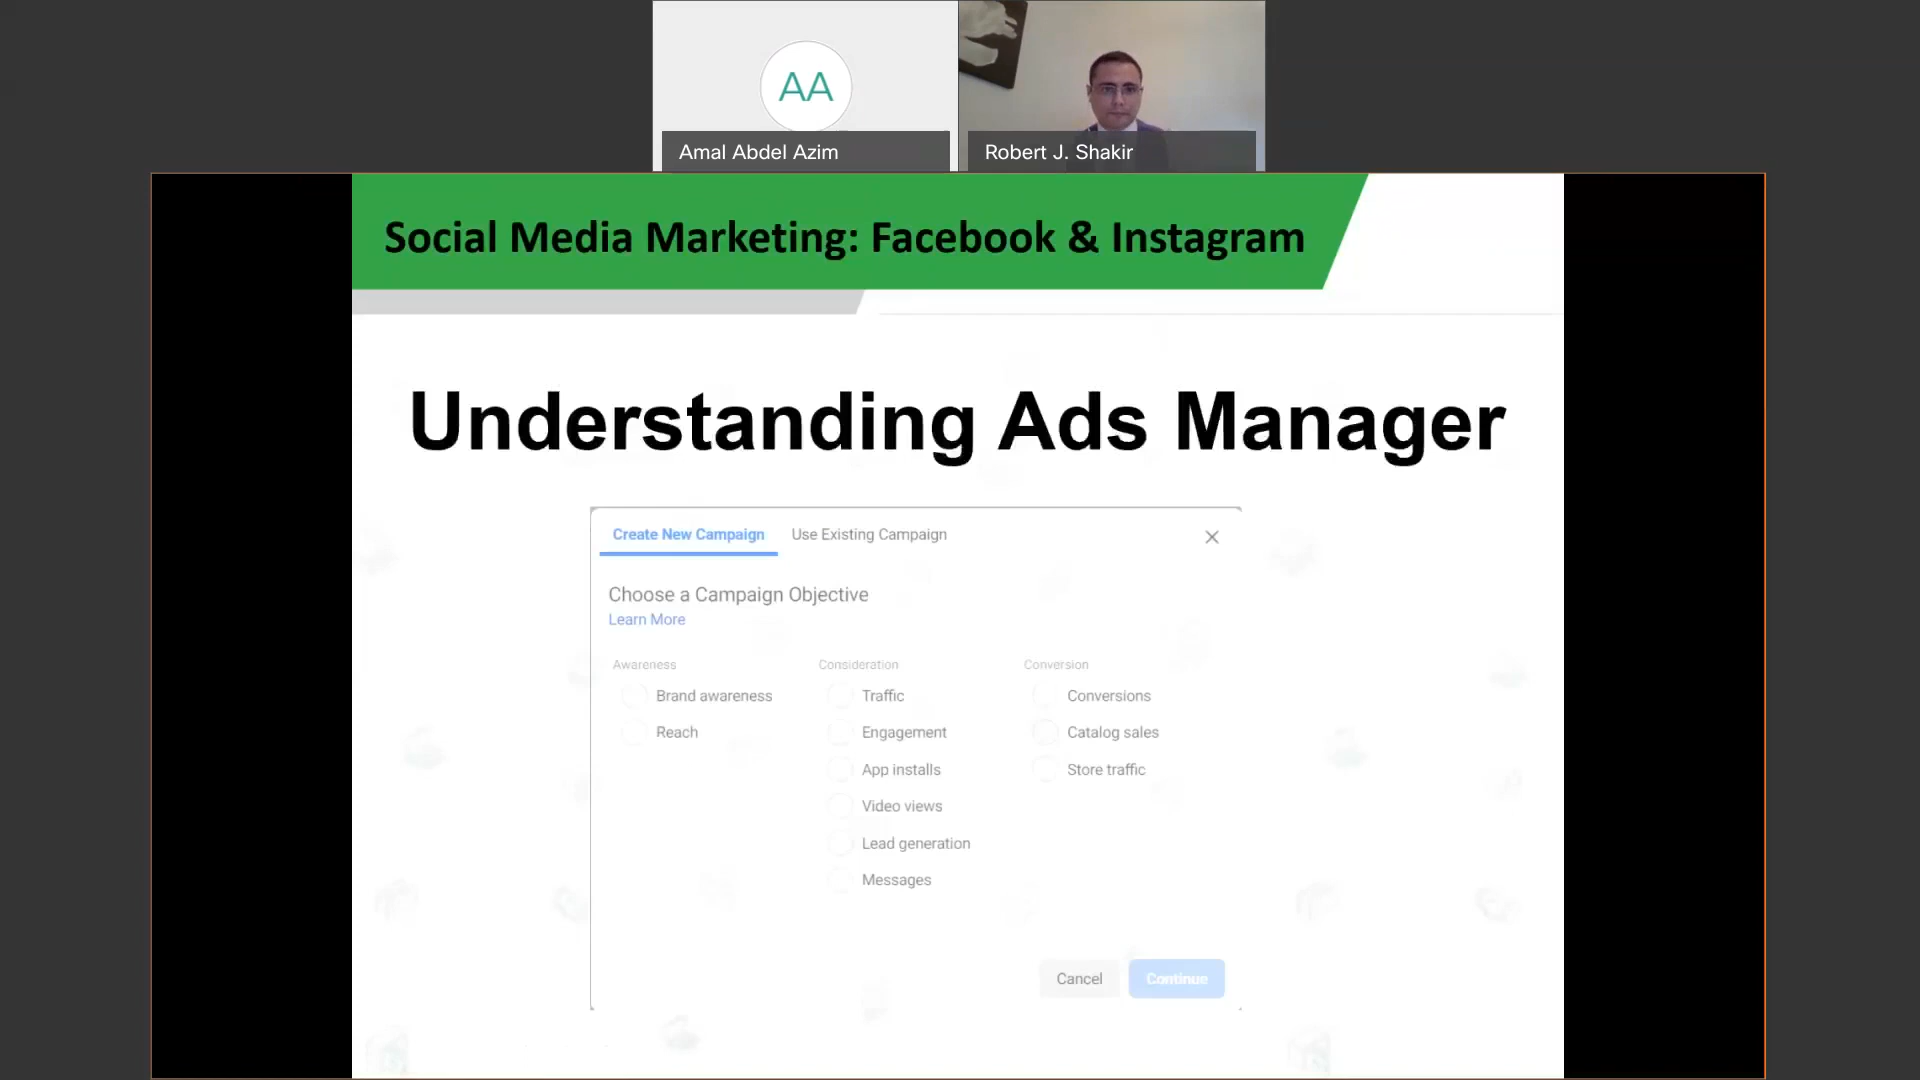 AA
Amal Abdel Azim
Robert J. Shakir
Social Media Marketing: Facebook & Instagram
Understanding Ads Manager
Create New Campaign
Use Existing Campaign
Choose a Campaign Objective
Learn More
Awareness
Brand awareness
Reach
Consideration
Traffic
Engagement
App installs
Video views
Lead generation
Messages
Conversion
Conversions
Catalog sales
Store traffic
Cancel
Continue